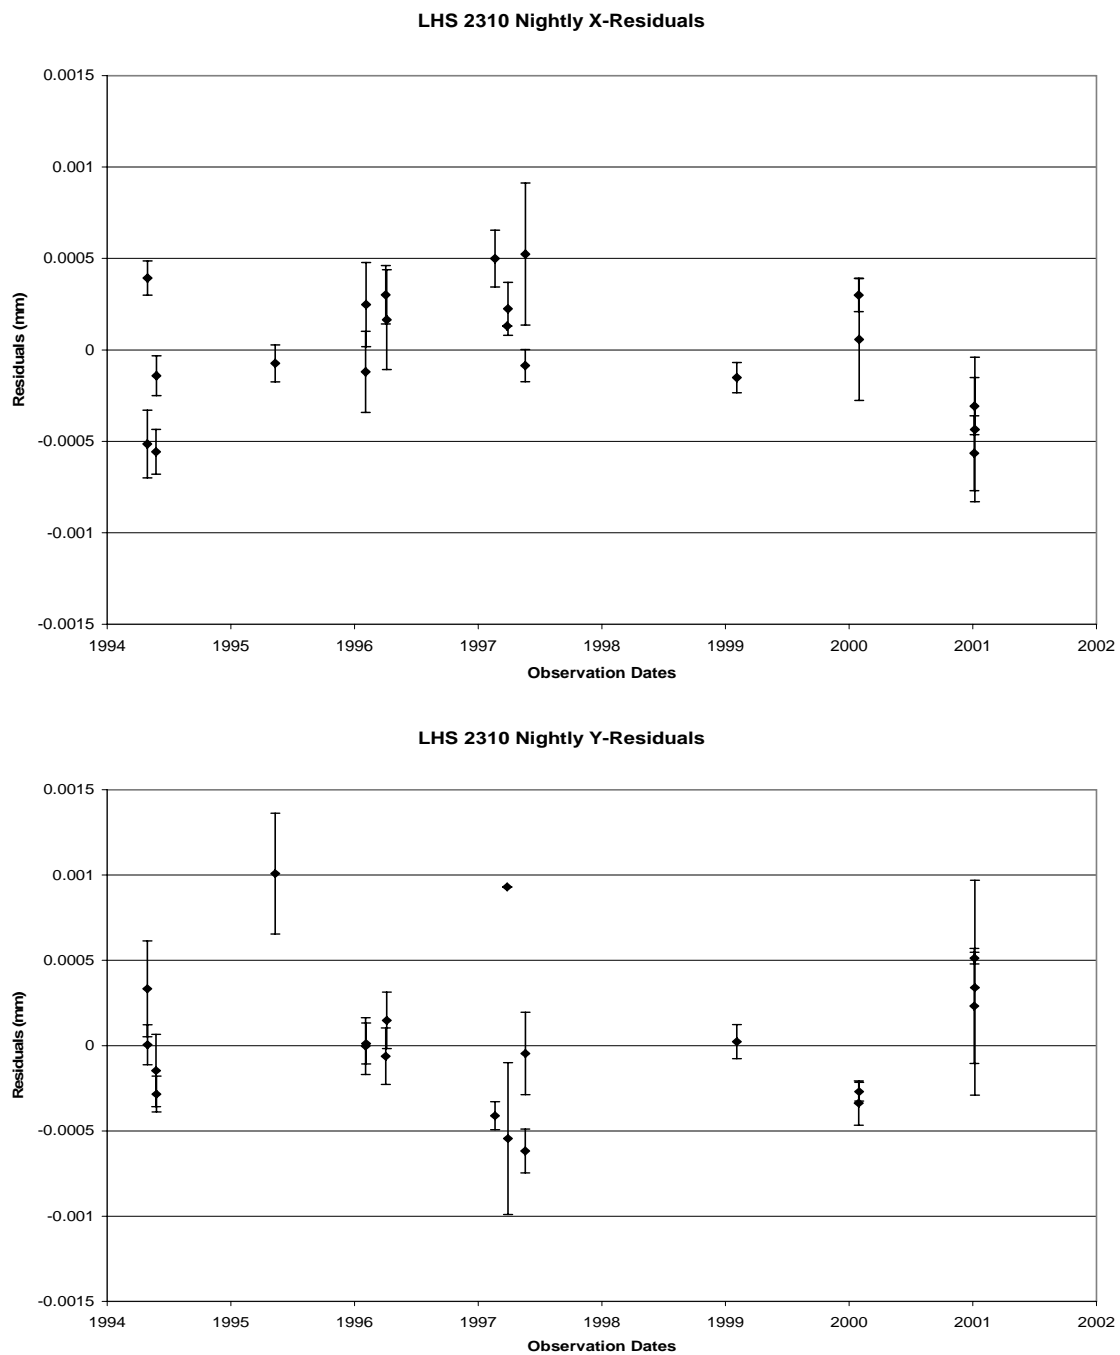 LHS 2310 Nightly X-Residuals
0.0015
0.001
0.0005
0
-0.0005
-0.001
-0.0015
Residuals (mm)
1994 1995 1996 1997 1998 1999 2000 2001 2002
Observation Dates
LHS 2310 Nightly Y-Residuals
0.0015
0.001
0.0005
0
-0.0005
-0.001
-0.0015
Residuals (mm)
1994 1995 1996 1997 1998 1999 2000 2001 2002
Observation Dates